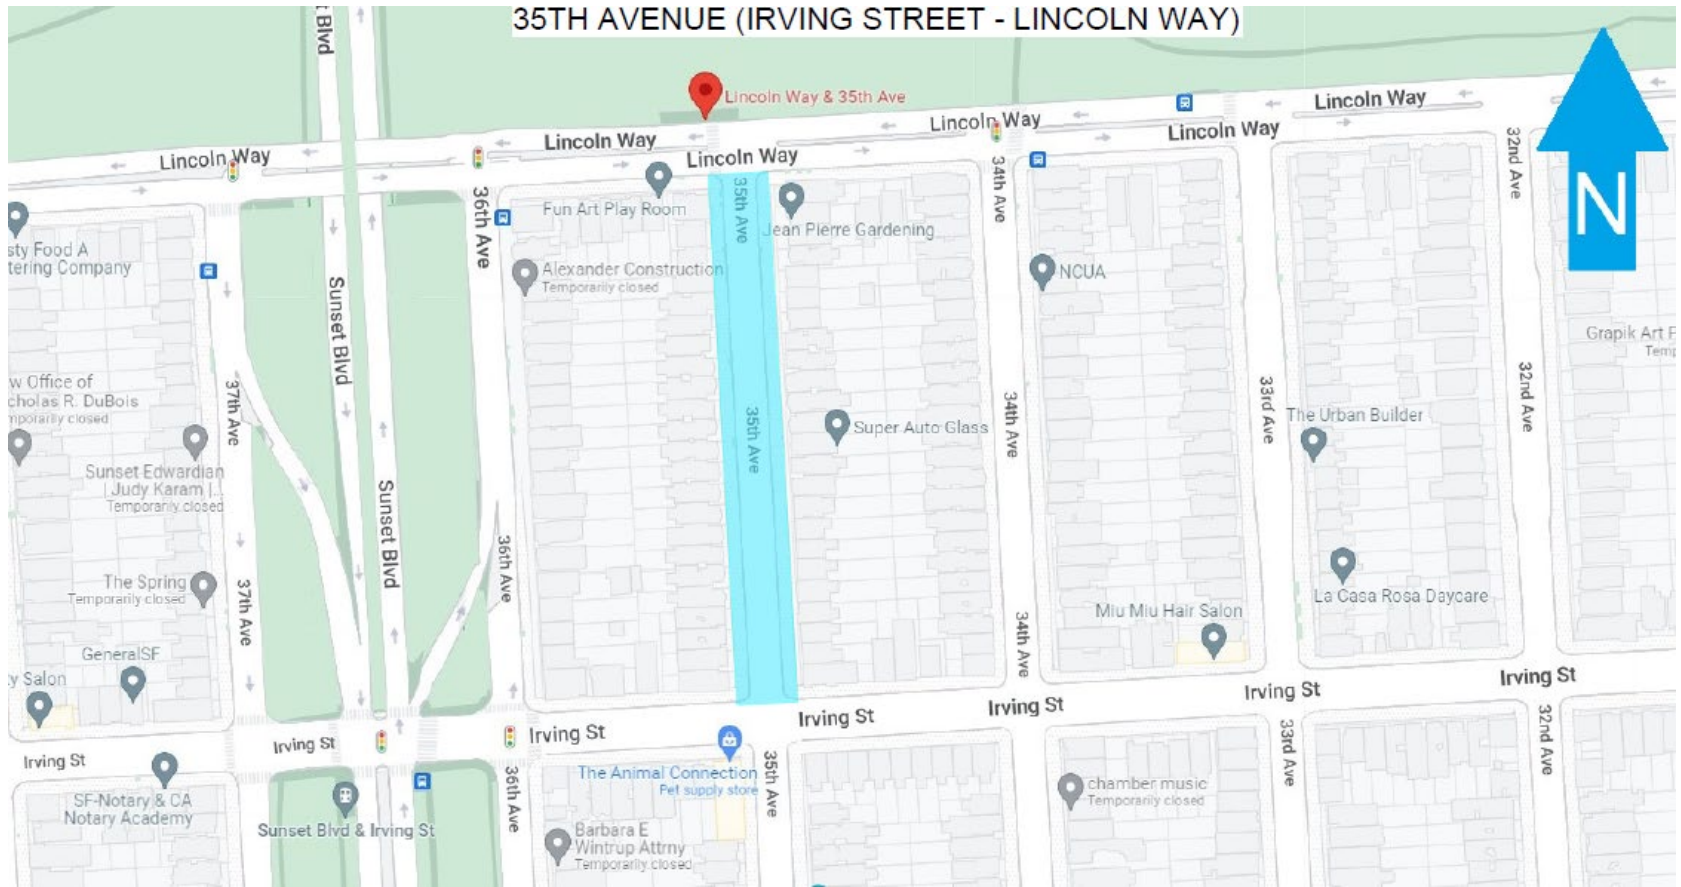 35TH AVENUE (IRVING STREET - LINCOLN WAY)
t Blvd
Lincoln Way & 35th Ave
Lincoln Way
Lincoln Way
Lincoln Way
Lincoln Way
Lincoln Way
Lincoln Way
N
36th Ave
35th Ave
34th Ave
32nd Ave
Fun Art Play Room
Jean Pierre Gardening
sty Food A
tering Company
Alexander Construction
Temporarily closed
NCUA
Sunset Blvd
Grapik Art F
Temp
w Office of
cholas R. DuBois
mporarily closed
37th Ave
35th Ave
34th Ave
33rd Ave
32nd Ave
The Urban Builder
Super Auto Glass
Sunset Edwardian
| Judy Karam |...
Temporarily closed
Sunset Blvd
36th Ave
The Spring
Temporarily closed
37th Ave
34th Ave
La Casa Rosa Daycare
Miu Miu Hair Salon
GeneralSF
ty Salon
Irving St
Irving St
Irving St
Irving St
Irving St
Irving St
Irving St
32nd Ave
33rd Ave
35th Ave
36th Ave
The Animal Connection
Pet supply store
chamber music
Temporarily closed
SF-Notary & CA
Notary Academy
Sunset Blvd & Irving St
Barbara E
Wintrup Attrny
Temporarily closed